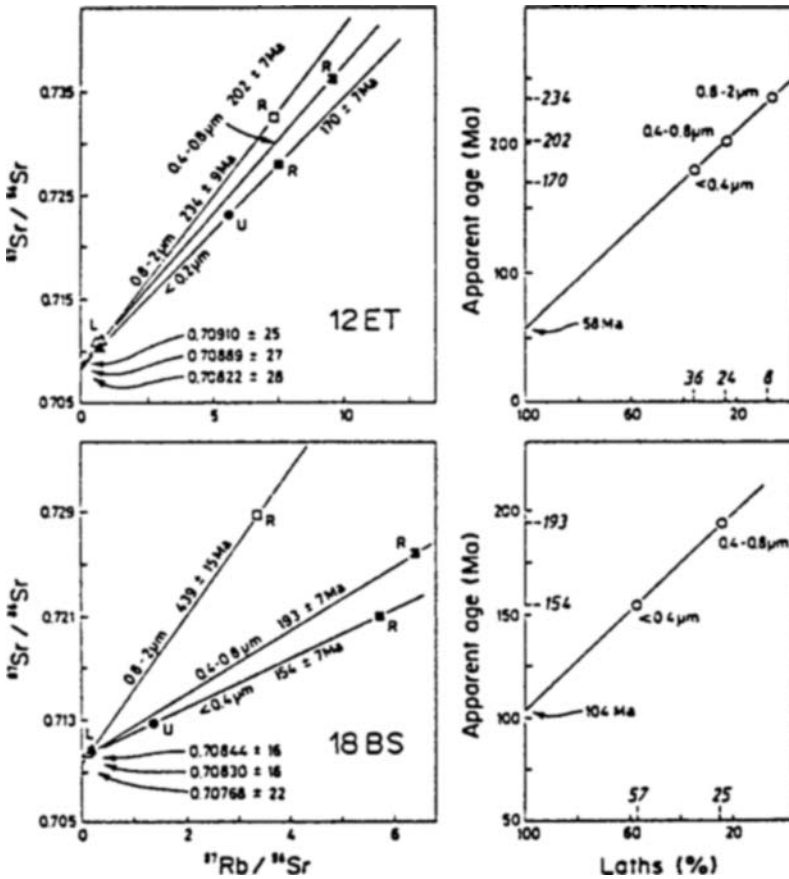 ⁸⁷Sr / ⁸⁶Sr
0.735
0.725
0.715
0.705
0 5 10
0.4-0.8µm 202 ± 7Ma
0.8-2µm 234 ± 9Ma
170 ± 7Ma
<0.2µm
R
R
R
U
L
12 ET
0.70910 ± 25
0.70889 ± 27
0.70822 ± 28
Apparent age (Ma)
200
100
0
-234
-202
-170
0.8-2µm
0.4-0.8µm
<0.4µm
58 Ma
36 24 8
100 60 20
⁸⁷Sr / ⁸⁶Sr
0.729
0.721
0.713
0.705
0 2 4 6
0.8-2µm 439 ± 15Ma
0.4-0.8µm 193 ± 7Ma
<0.4µm 154 ± 7Ma
R
R
R
U
L
18 BS
0.70844 ± 16
0.70830 ± 18
0.70768 ± 22
⁸⁷Rb / ⁸⁶Sr
Apparent age (Ma)
200
150
100
50
-193
-154
0.4-0.8µm
<0.4µm
104 Ma
57 25
100 60 20
Laths (%)